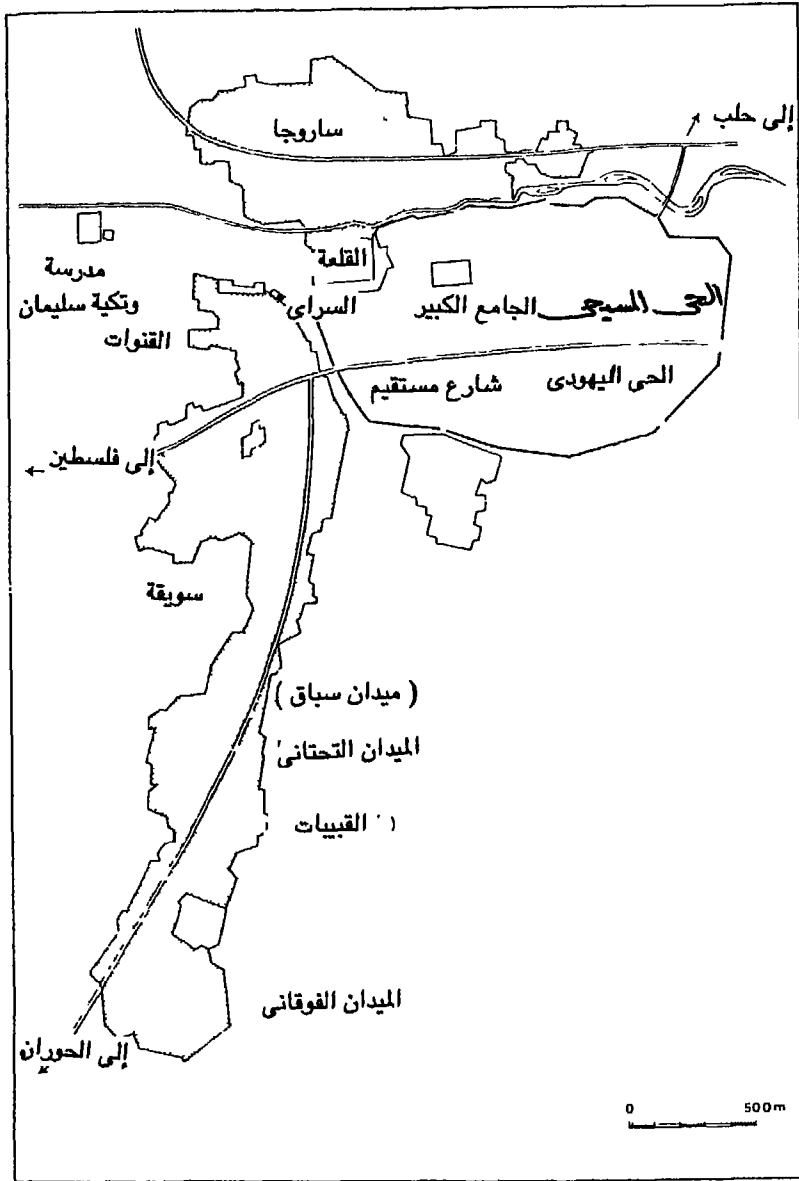 ساروجا
إلى حلب
القلعة
مدرسة
وتكية سليمان
السراى
الجامع الكبير
الحى المسيحى
القنوات
شارع مستقيم
الحى اليهودى
إلى فلسطين
سويقة
( ميدان سباق )
الميدان التحتانى
القبيبات
الميدان الفوقانى
إلى الحوران
0 500m